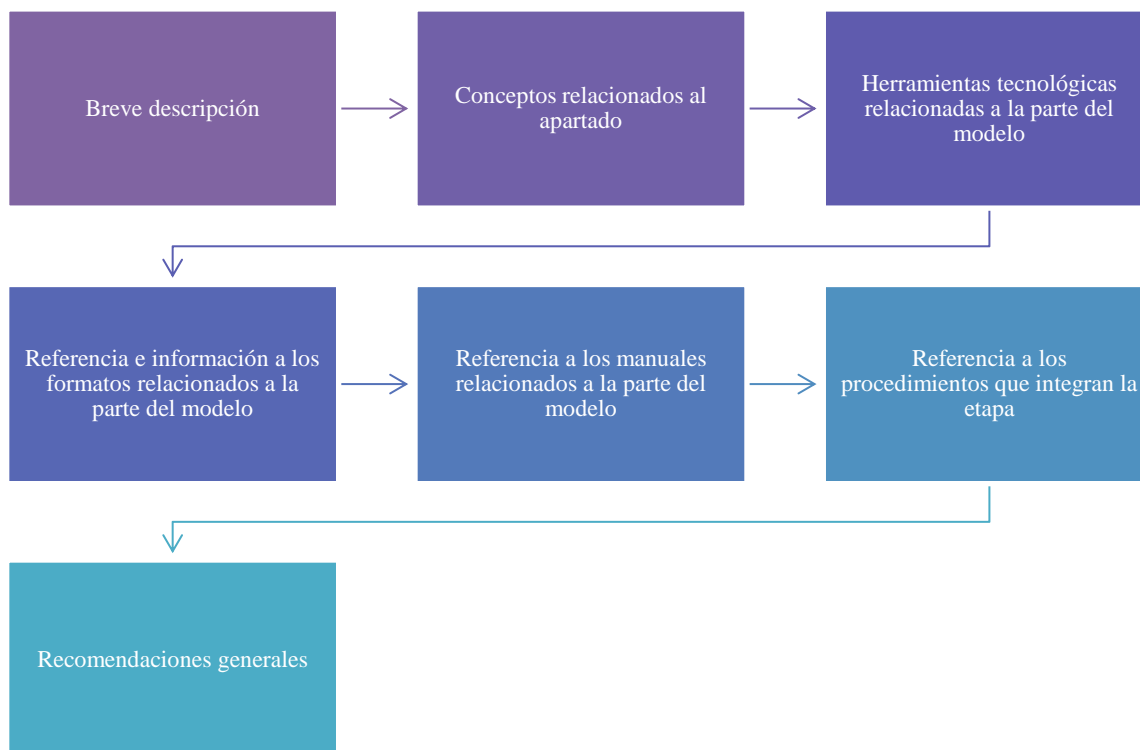 Breve descripción
Conceptos relacionados al
apartado
Herramientas tecnológicas
relacionadas a la parte del
modelo
Referencia e información a los
formatos relacionados a la
parte del modelo
Referencia a los manuales
relacionados a la parte del
modelo
Referencia a los
procedimientos que integran la
etapa
Recomendaciones generales